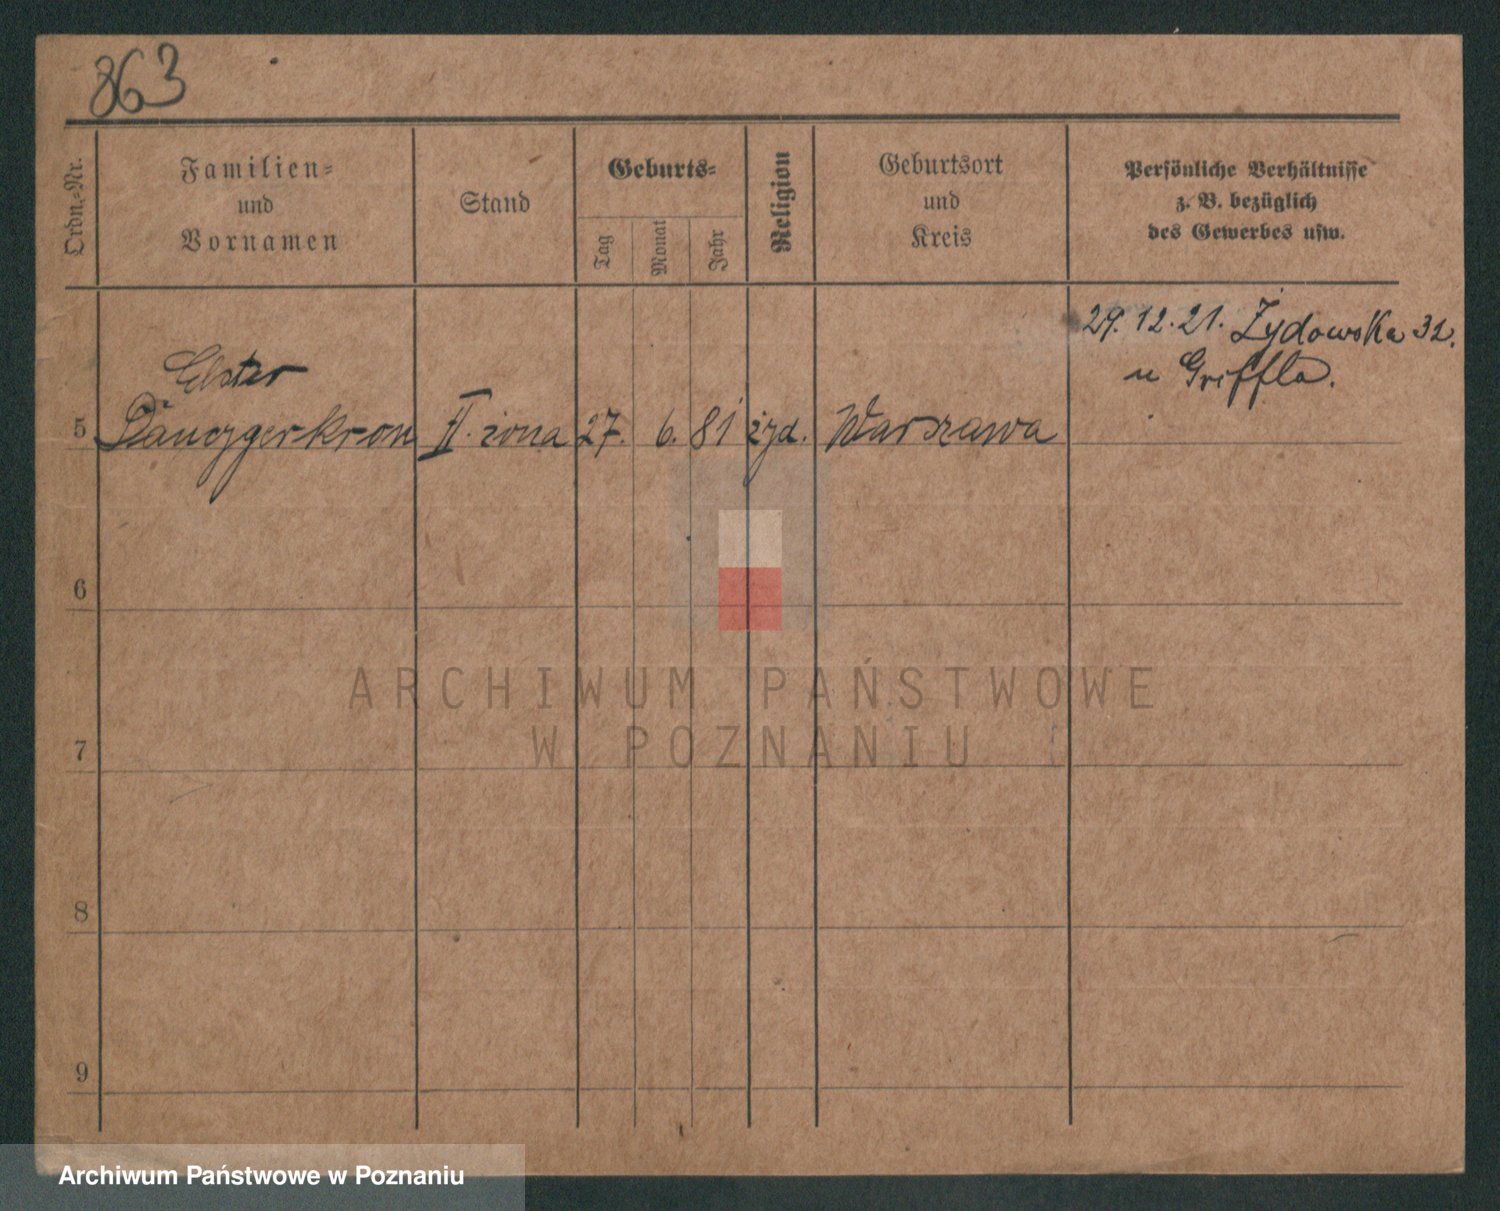 863
Ordn.-Nr.
Familien-
und
Vornamen
Stand
Geburts-
Tag
Monat
Jahr
Religion
Geburtsort
und
Kreis
Persönliche Verhältnisse
z. B. bezüglich
des Gewerbes usw.
29. 12. 21. Żydowska 32.
u Griffla.
Elster
5 II. żona 27. 6. 81 żyd. Warszawa
6
7
8
9
ARCHIWUM PAŃSTWOWE
W POZNANIU
Archiwum Państwowe w Poznaniu